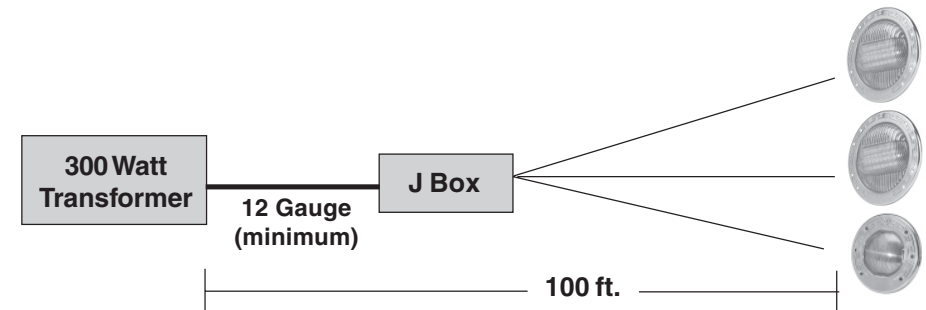 300 Watt
Transformer
J Box
12 Gauge
(minimum)
100 ft.